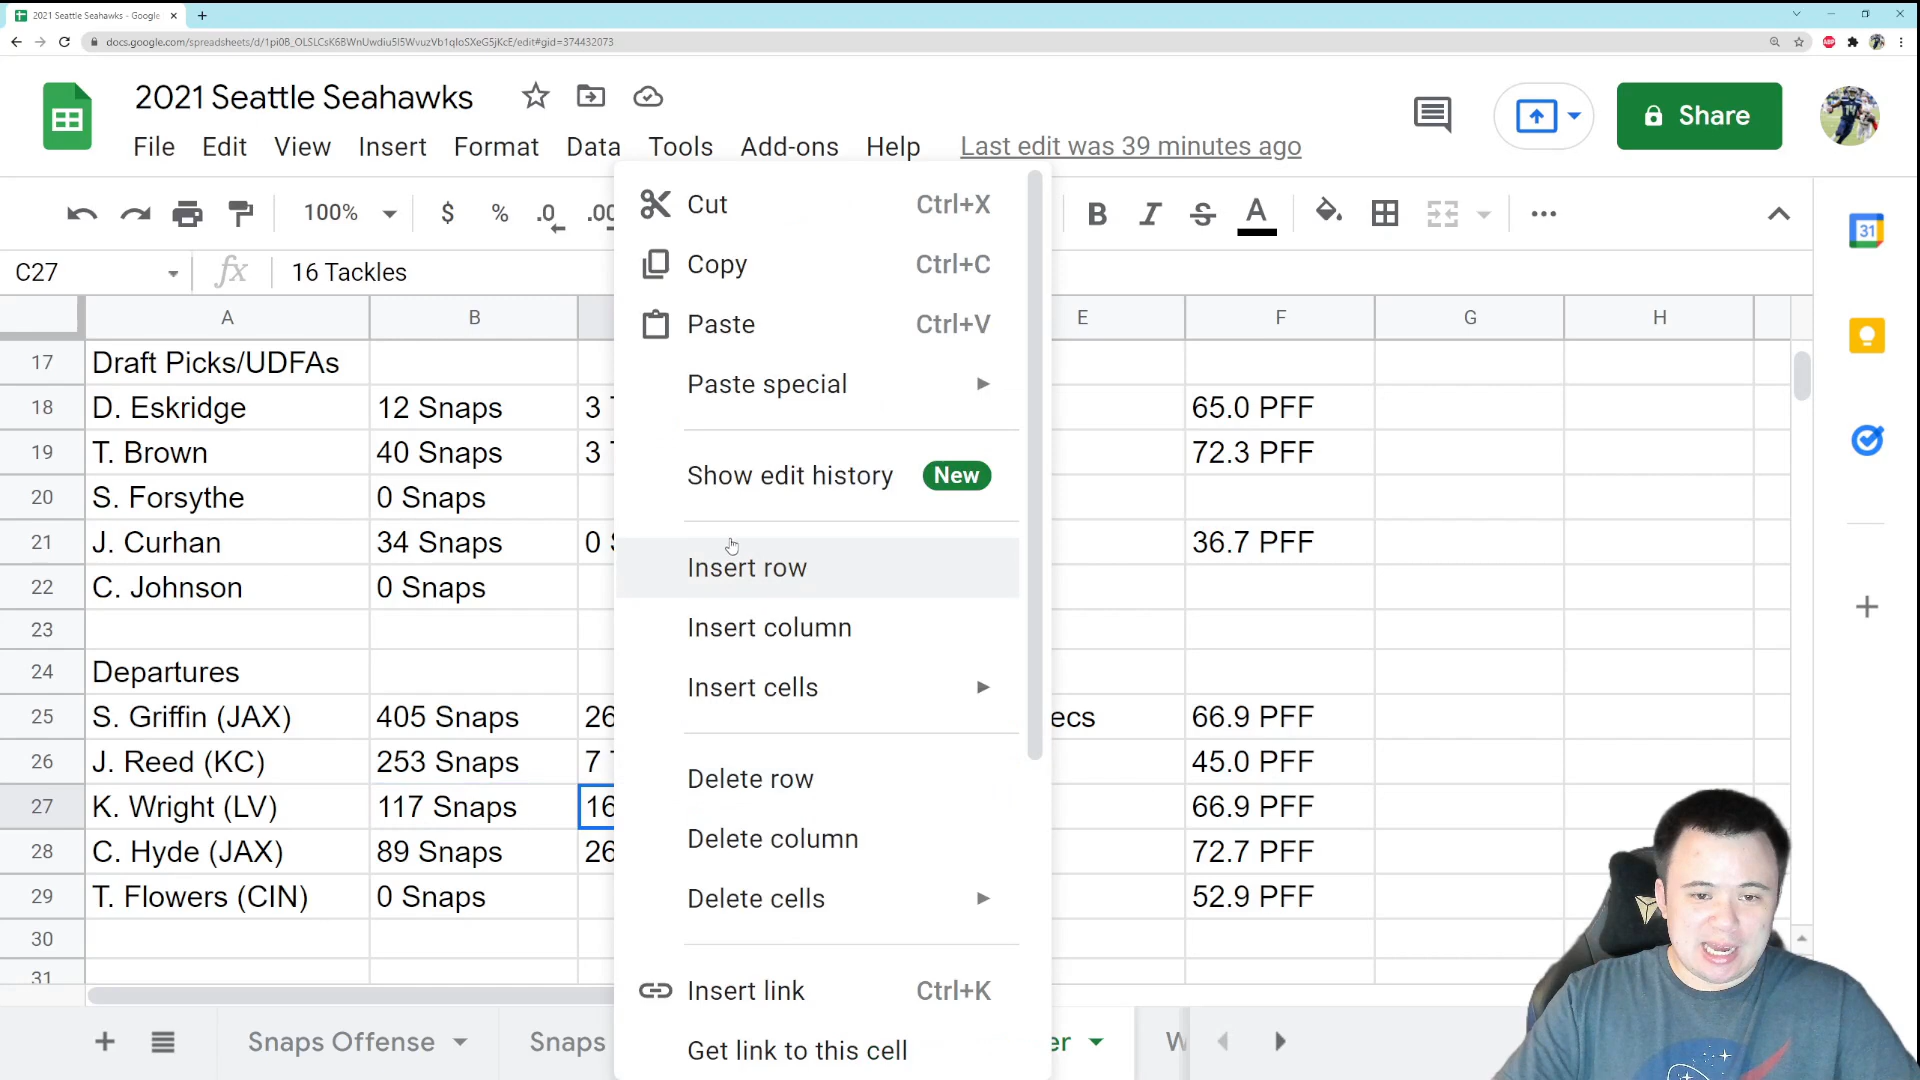 2021 Seattle Seahawks - Google
docs.google.com/spreadsheets/d/1pi0B_OLSLCsK6BWnUwdiu5I5WvuzVb1qIoSXeG5jKcE/edit#gid=374432073
2021 Seattle Seahawks
Share
File Edit View Insert Format Data Tools Add-ons Help Last edit was 39 minutes ago
100% $ % .0 .00 B I S A
C27 fx 16 Tackles
A B E F G H
17 Draft Picks/UDFAs
18 D. Eskridge 12 Snaps 3 65.0 PFF
19 T. Brown 40 Snaps 3 72.3 PFF
20 S. Forsythe 0 Snaps
21 J. Curhan 34 Snaps 0 36.7 PFF
22 C. Johnson 0 Snaps
23
24 Departures
25 S. Griffin (JAX) 405 Snaps 26 ecs 66.9 PFF
26 J. Reed (KC) 253 Snaps 7 45.0 PFF
27 K. Wright (LV) 117 Snaps 16 66.9 PFF
28 C. Hyde (JAX) 89 Snaps 26 72.7 PFF
29 T. Flowers (CIN) 0 Snaps 52.9 PFF
30
31
Cut Ctrl+X
Copy Ctrl+C
Paste Ctrl+V
Paste special
Show edit history New
Insert row
Insert column
Insert cells
Delete row
Delete column
Delete cells
Insert link Ctrl+K
Get link to this cell
Snaps Offense Snaps er
31